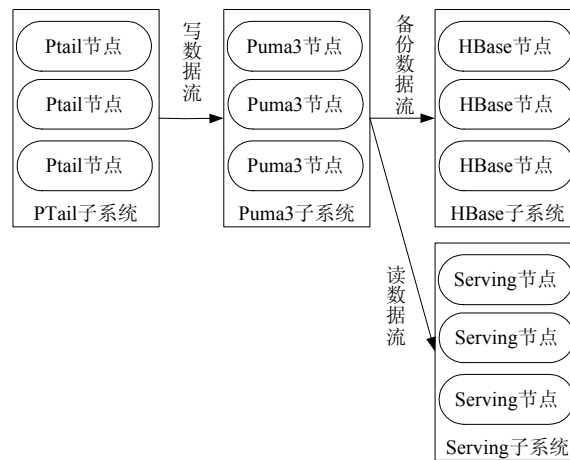 Ptail节点
Ptail节点
Ptail节点
PTail子系统
写数据流
Puma3节点
Puma3节点
Puma3节点
Puma3子系统
备份数据流
HBase节点
HBase节点
HBase节点
HBase子系统
读数据流
Serving节点
Serving节点
Serving节点
Serving子系统